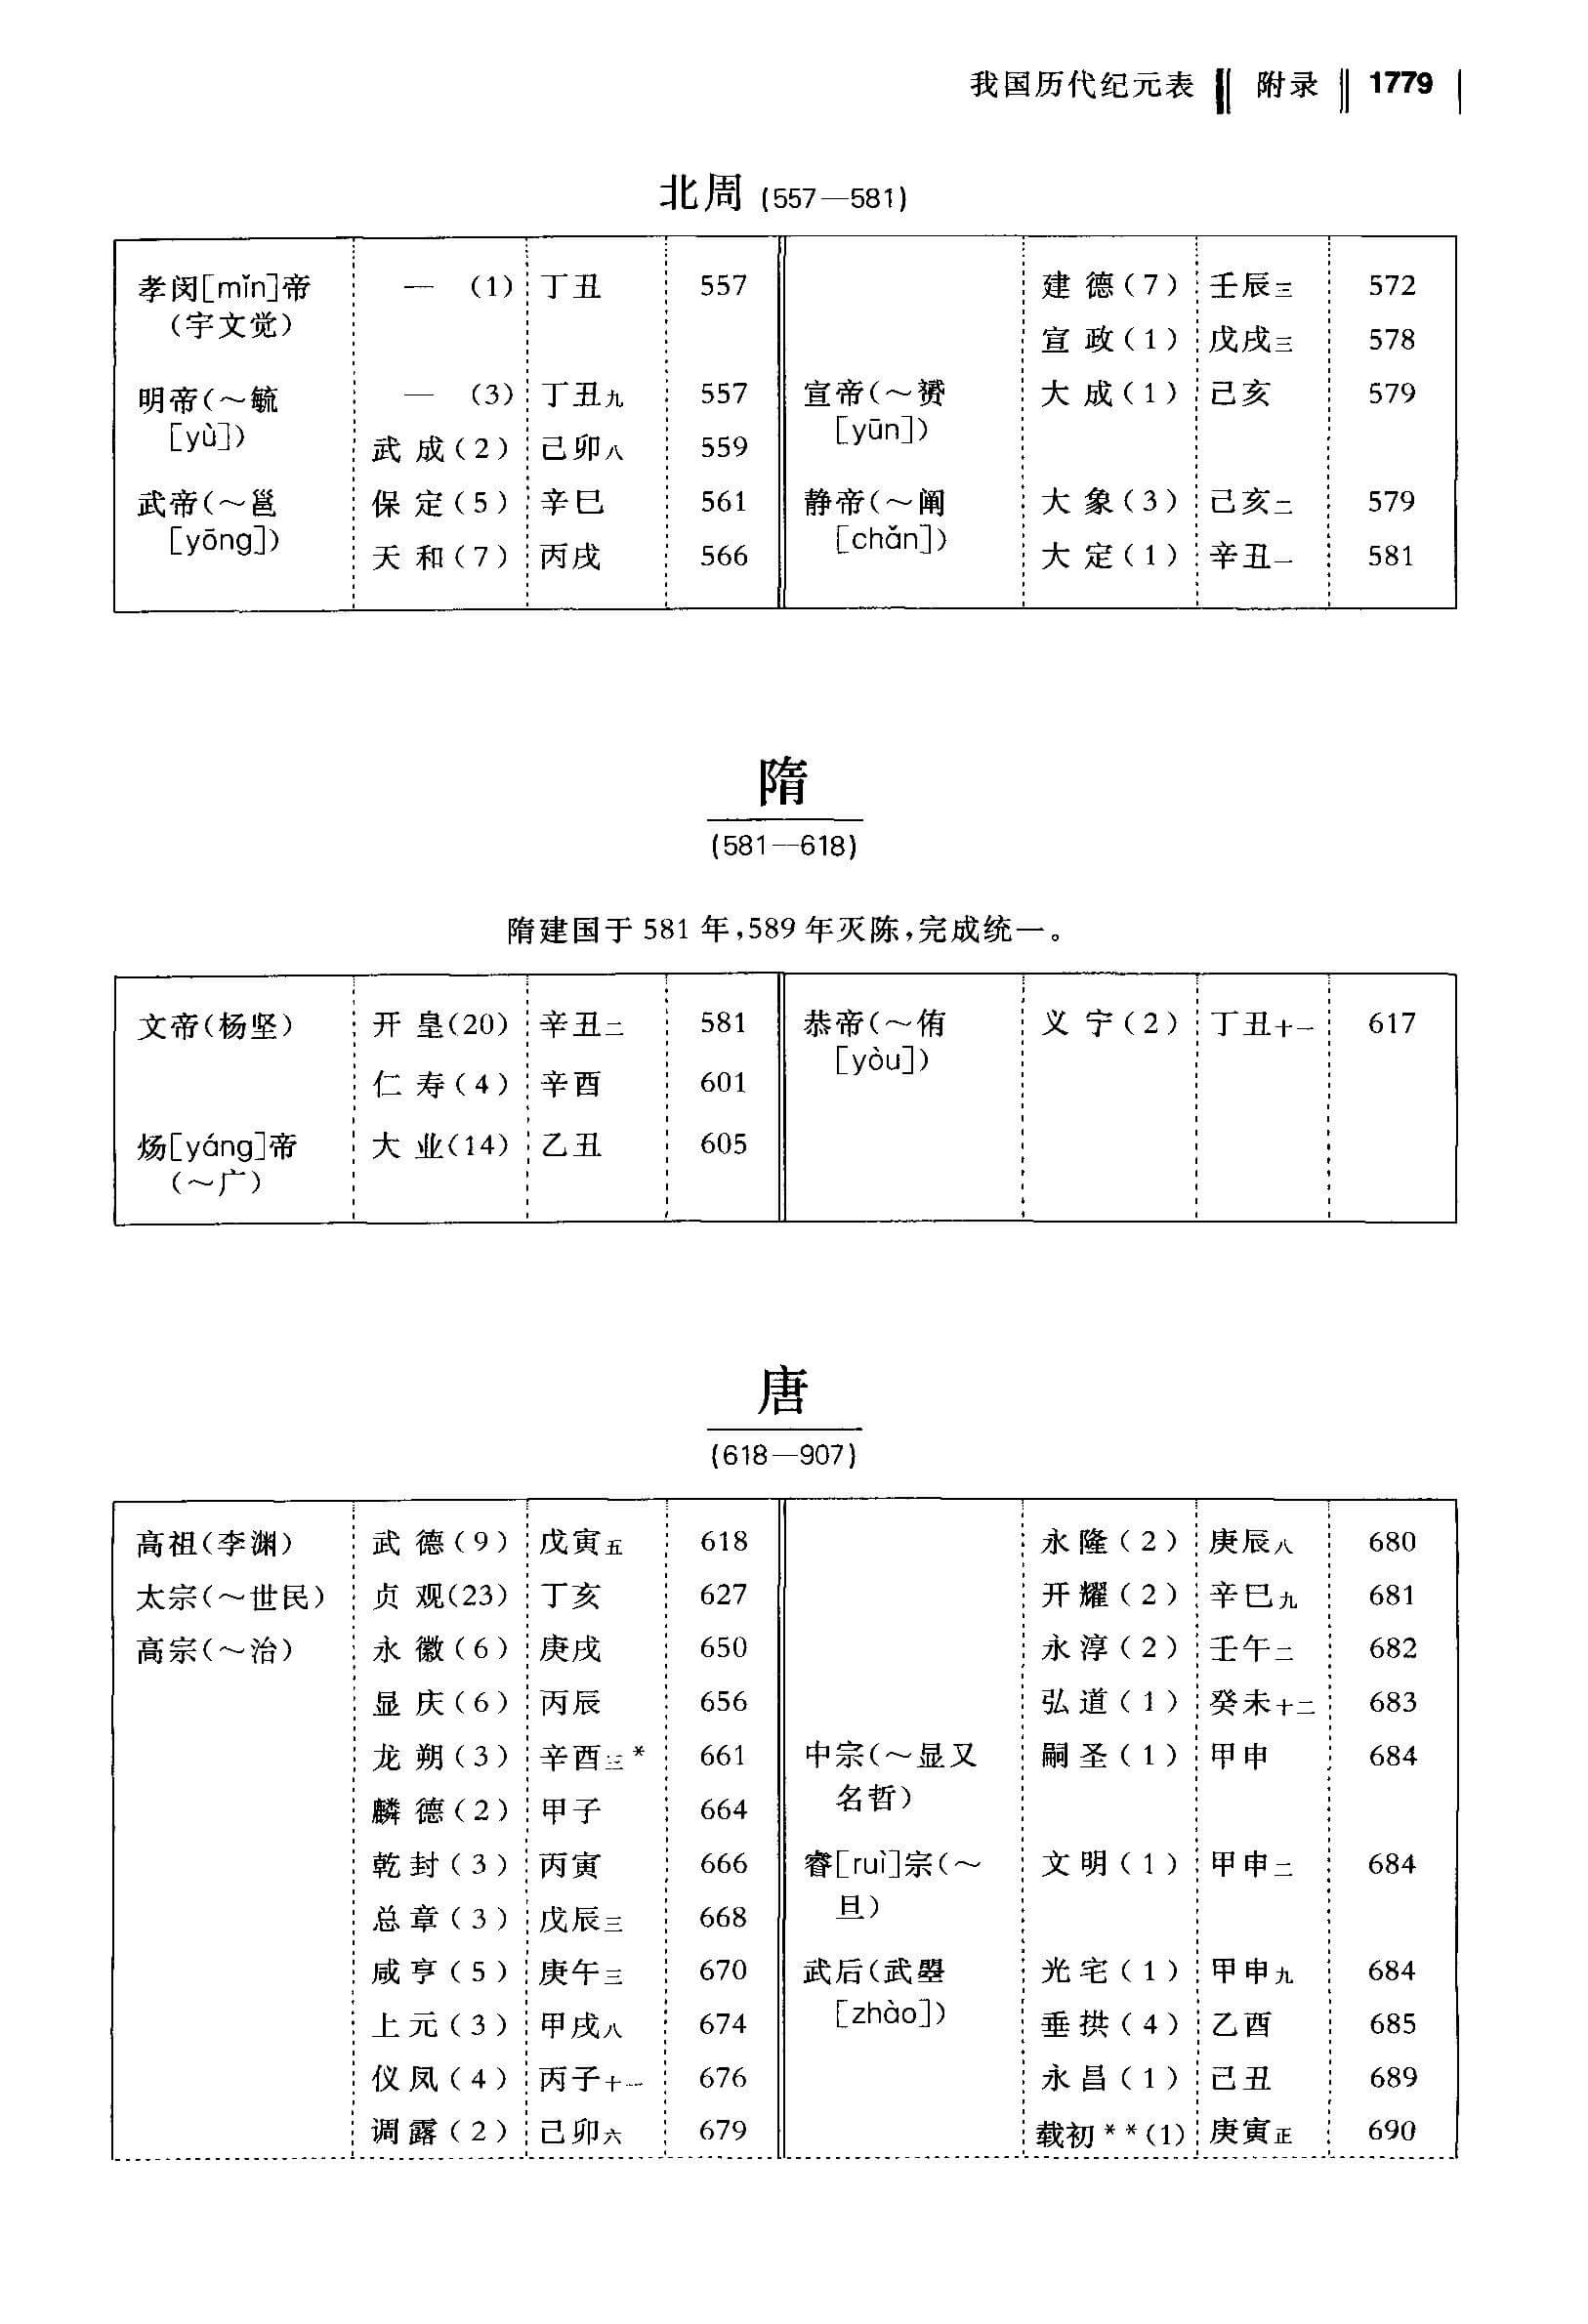 我国历代纪元表 附录 1779
北周 (557—581)
孝闵[mǐn]帝 — (1) 丁丑 557
(宇文觉)
明帝(～毓 — (3) 丁丑九 557
[yù]) 武成(2) 己卯八 559
武帝(～邕 保定(5) 辛巳 561
[yōng]) 天和(7) 丙戌 566
建德(7) 壬辰三 572
宣政(1) 戊戌三 578
宣帝(～赟 大成(1) 己亥 579
[yūn])
静帝(～阐 大象(3) 己亥二 579
[chǎn]) 大定(1) 辛丑一 581
隋
(581—618)
隋建国于 581 年,589 年灭陈,完成统一。
文帝(杨坚) 开皇(20) 辛丑二 581
仁寿(4) 辛酉 601
炀[yáng]帝 大业(14) 乙丑 605
(～广)
恭帝(～侑 义宁(2) 丁丑十一 617
[yòu])
唐
(618—907)
高祖(李渊) 武德(9) 戊寅五 618
太宗(～世民) 贞观(23) 丁亥 627
高宗(～治) 永徽(6) 庚戌 650
显庆(6) 丙辰 656
龙朔(3) 辛酉三* 661
麟德(2) 甲子 664
乾封(3) 丙寅 666
总章(3) 戊辰三 668
咸亨(5) 庚午三 670
上元(3) 甲戌八 674
仪凤(4) 丙子十一 676
调露(2) 己卯六 679
永隆(2) 庚辰八 680
开耀(2) 辛巳九 681
永淳(2) 壬午二 682
弘道(1) 癸未十二 683
中宗(～显又 嗣圣(1) 甲申 684
名哲)
睿[ruì]宗(～ 文明(1) 甲申二 684
旦)
武后(武曌 光宅(1) 甲申九 684
[zhào]) 垂拱(4) 乙酉 685
永昌(1) 己丑 689
载初**(1) 庚寅正 690